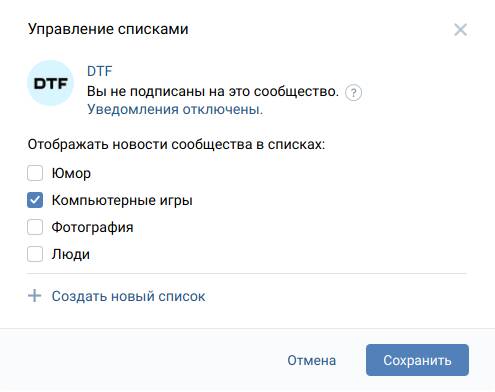 Управление списками
DTF
DTF
Вы не подписаны на это сообщество. ?
Уведомления отключены.
Отображать новости сообщества в списках:
Юмор
Компьютерные игры
Фотография
Люди
+ Создать новый список
Отмена
Сохранить